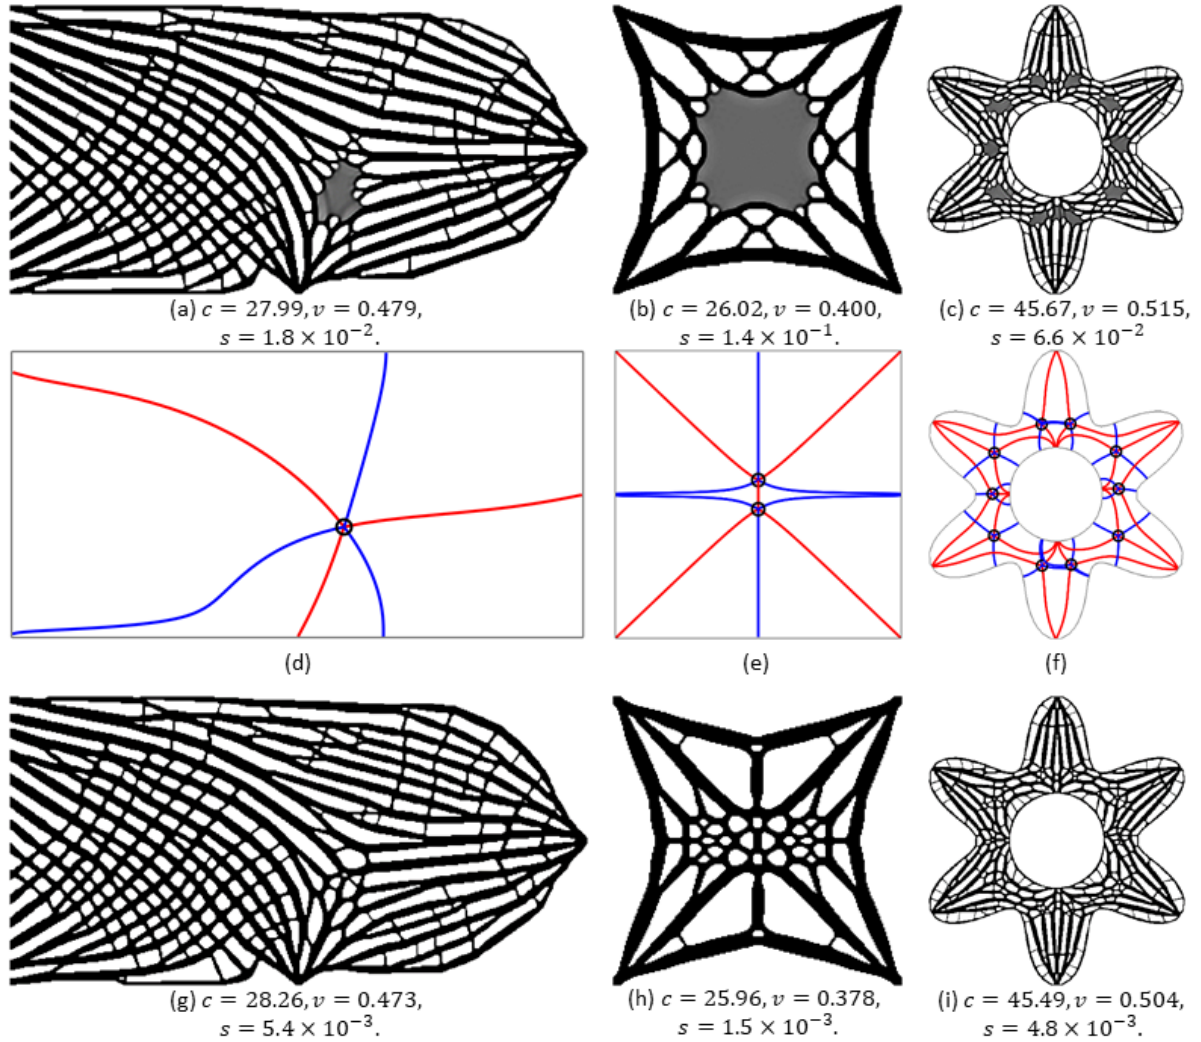 (a) c = 27.99, v = 0.479,
s = 1.8 × 10⁻².
(b) c = 26.02, v = 0.400,
s = 1.4 × 10⁻¹.
(c) c = 45.67, v = 0.515,
s = 6.6 × 10⁻²
(d)
(e)
(f)
(g) c = 28.26, v = 0.473,
s = 5.4 × 10⁻³.
(h) c = 25.96, v = 0.378,
s = 1.5 × 10⁻³.
(i) c = 45.49, v = 0.504,
s = 4.8 × 10⁻³.